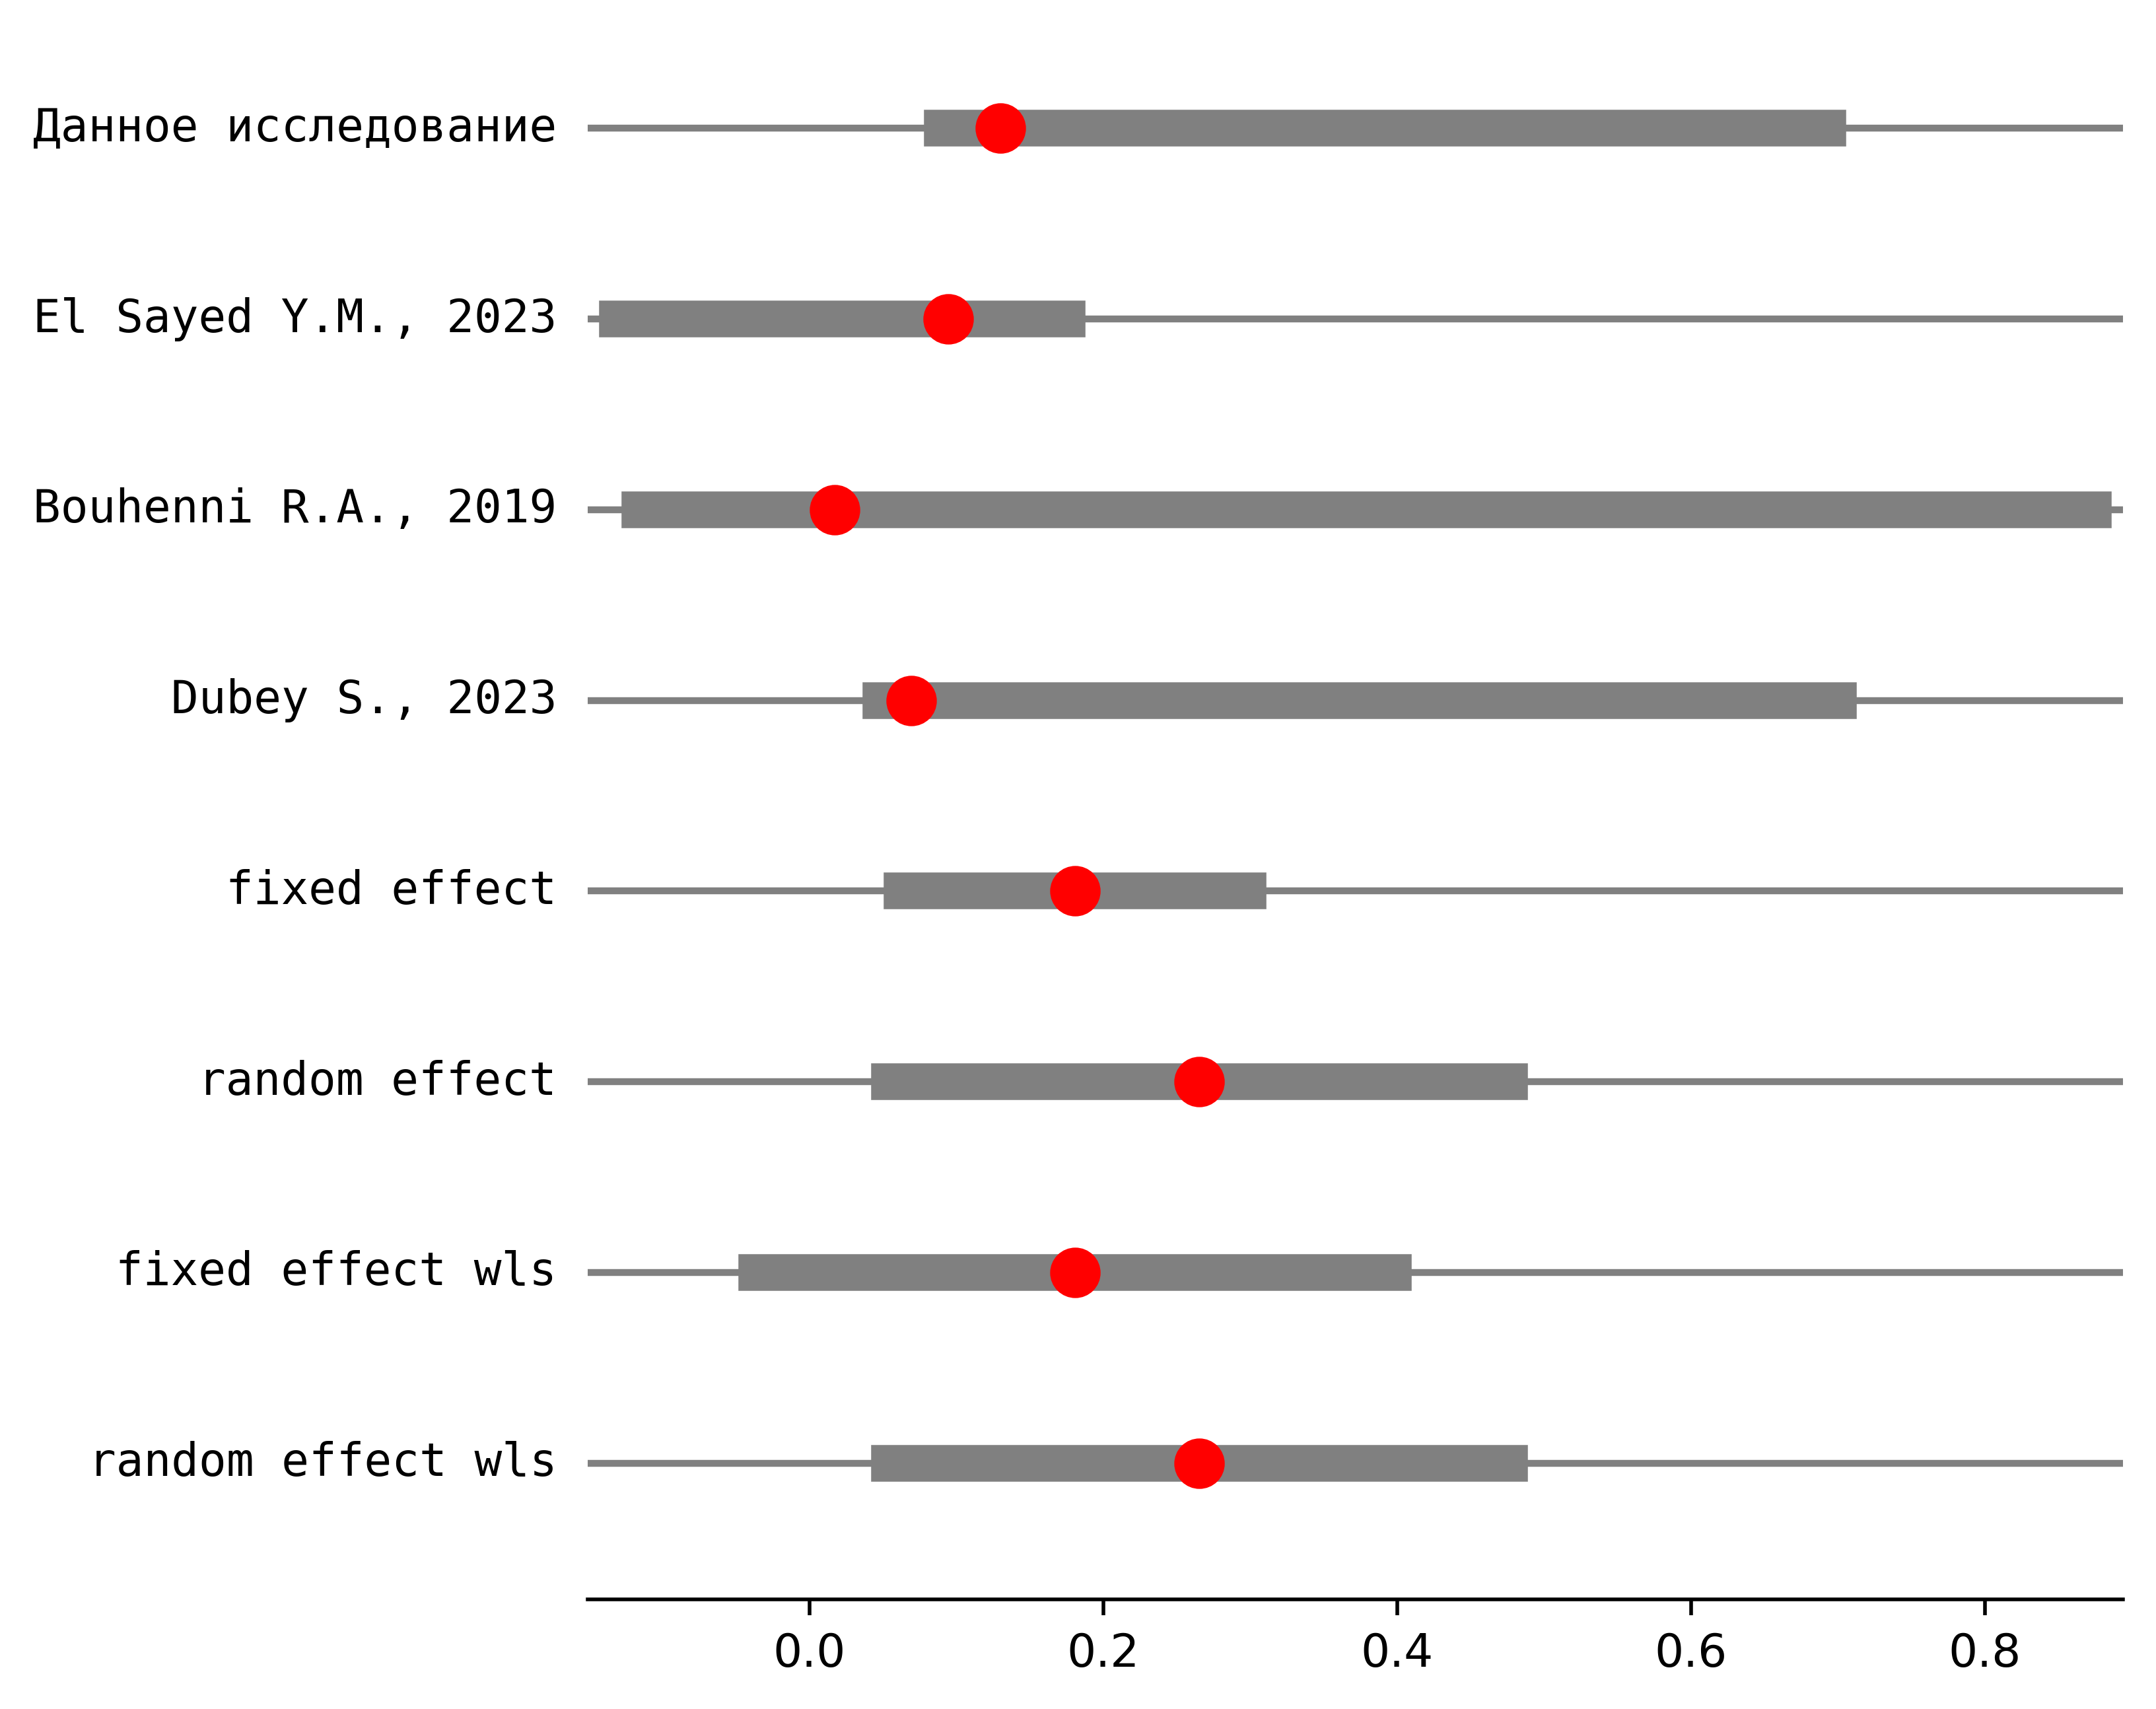 Данное исследование
El Sayed Y.M., 2023
Bouhenni R.A., 2019
Dubey S., 2023
fixed effect
random effect
fixed effect wls
random effect wls
0.0 0.2 0.4 0.6 0.8